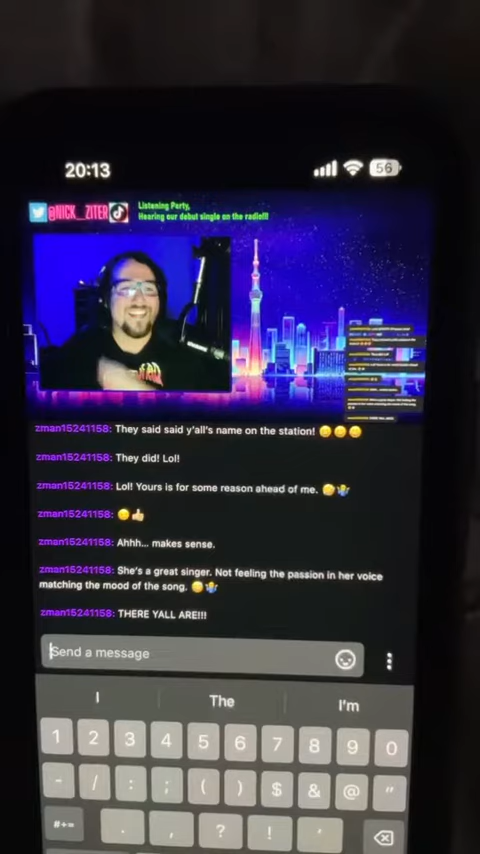 20:13
56
@NICK__ZITER
Listening Party,
Hearing our debut single on the radio!!!
zman15241158: They said said y'all's name on the station! 😊😊😊
zman15241158: They did! Lol!
zman15241158: Lol! Yours is for some reason ahead of me. 😊🤷‍♂️
zman15241158: 😊👍
zman15241158: Ahhh... makes sense.
zman15241158: She's a great singer. Not feeling the passion in her voice
matching the mood of the song. 😊🤷‍♂️
zman15241158: THERE YALL ARE!!!
Send a message
I The I'm
1 2 3 4 5 6 7 8 9 0
- / : ; ( ) $ & @ "
#+= . , ? ! '